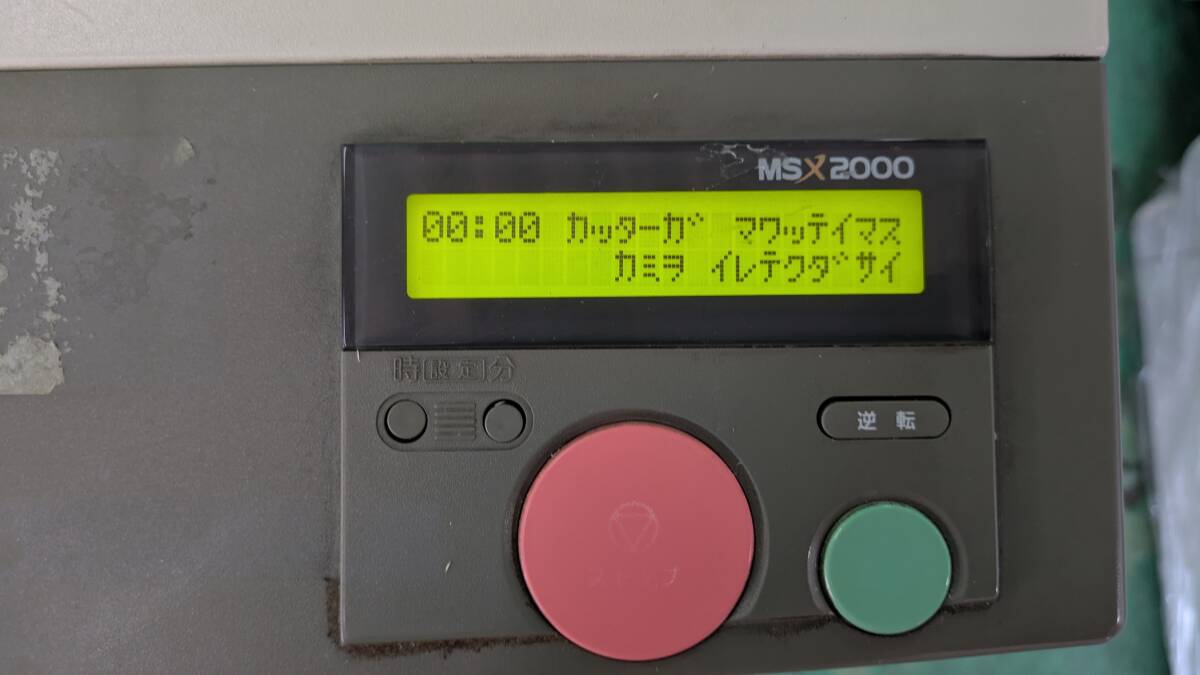 MSX2000
00:00 カッターガ マワッテイマス
カミヲ イレテクダサイ
時[設定]分
逆転